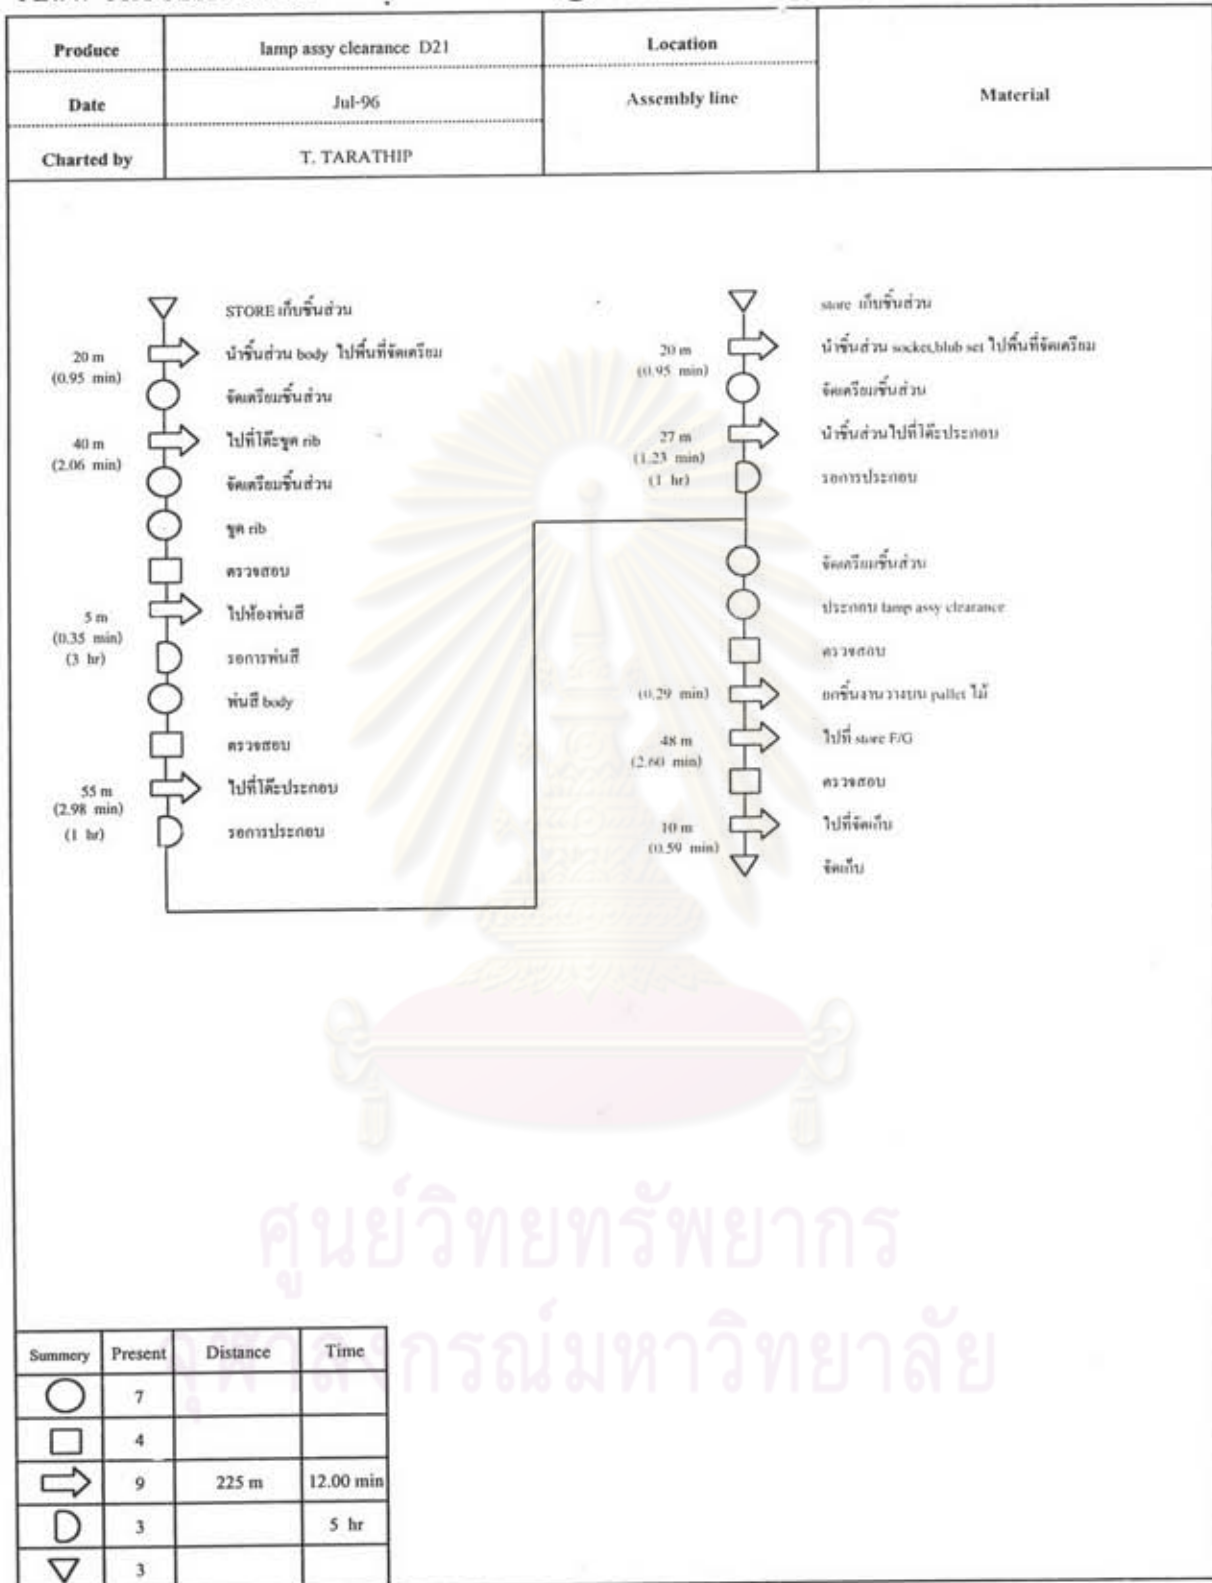 Produce
lamp assy clearance D21
Location
Date
Jul-96
Assembly line
Material
Charted by
T. TARATHIP
STORE เก็บชิ้นส่วน
20 m
(0.95 min)
นำชิ้นส่วน body ไปพื้นที่จัดเตรียม
จัดเตรียมชิ้นส่วน
40 m
(2.06 min)
ไปที่โต๊ะขูด rib
จัดเตรียมชิ้นส่วน
ขูด rib
ตรวจสอบ
5 m
(0.35 min)
(3 hr)
ไปห้องพ่นสี
รอการพ่นสี
พ่นสี body
ตรวจสอบ
55 m
(2.98 min)
(1 hr)
ไปที่โต๊ะประกอบ
รอการประกอบ
store เก็บชิ้นส่วน
20 m
(0.95 min)
นำชิ้นส่วน socket,blub set ไปพื้นที่จัดเตรียม
จัดเตรียมชิ้นส่วน
27 m
(1.23 min)
(1 hr)
นำชิ้นส่วนไปที่โต๊ะประกอบ
รอการประกอบ
จัดเตรียมชิ้นส่วน
ประกอบ lamp assy clearance
ตรวจสอบ
(0.29 min)
ยกชิ้นงานวางบน pallet ไม้
48 m
(2.60 min)
ไปที่ store F/G
ตรวจสอบ
10 m
(0.59 min)
ไปที่จัดเก็บ
จัดเก็บ
ศูนย์วิทยทรัพยากร
จุฬาลงกรณ์มหาวิทยาลัย
Summery Present Distance Time
7
4
9 225 m 12.00 min
3 5 hr
3